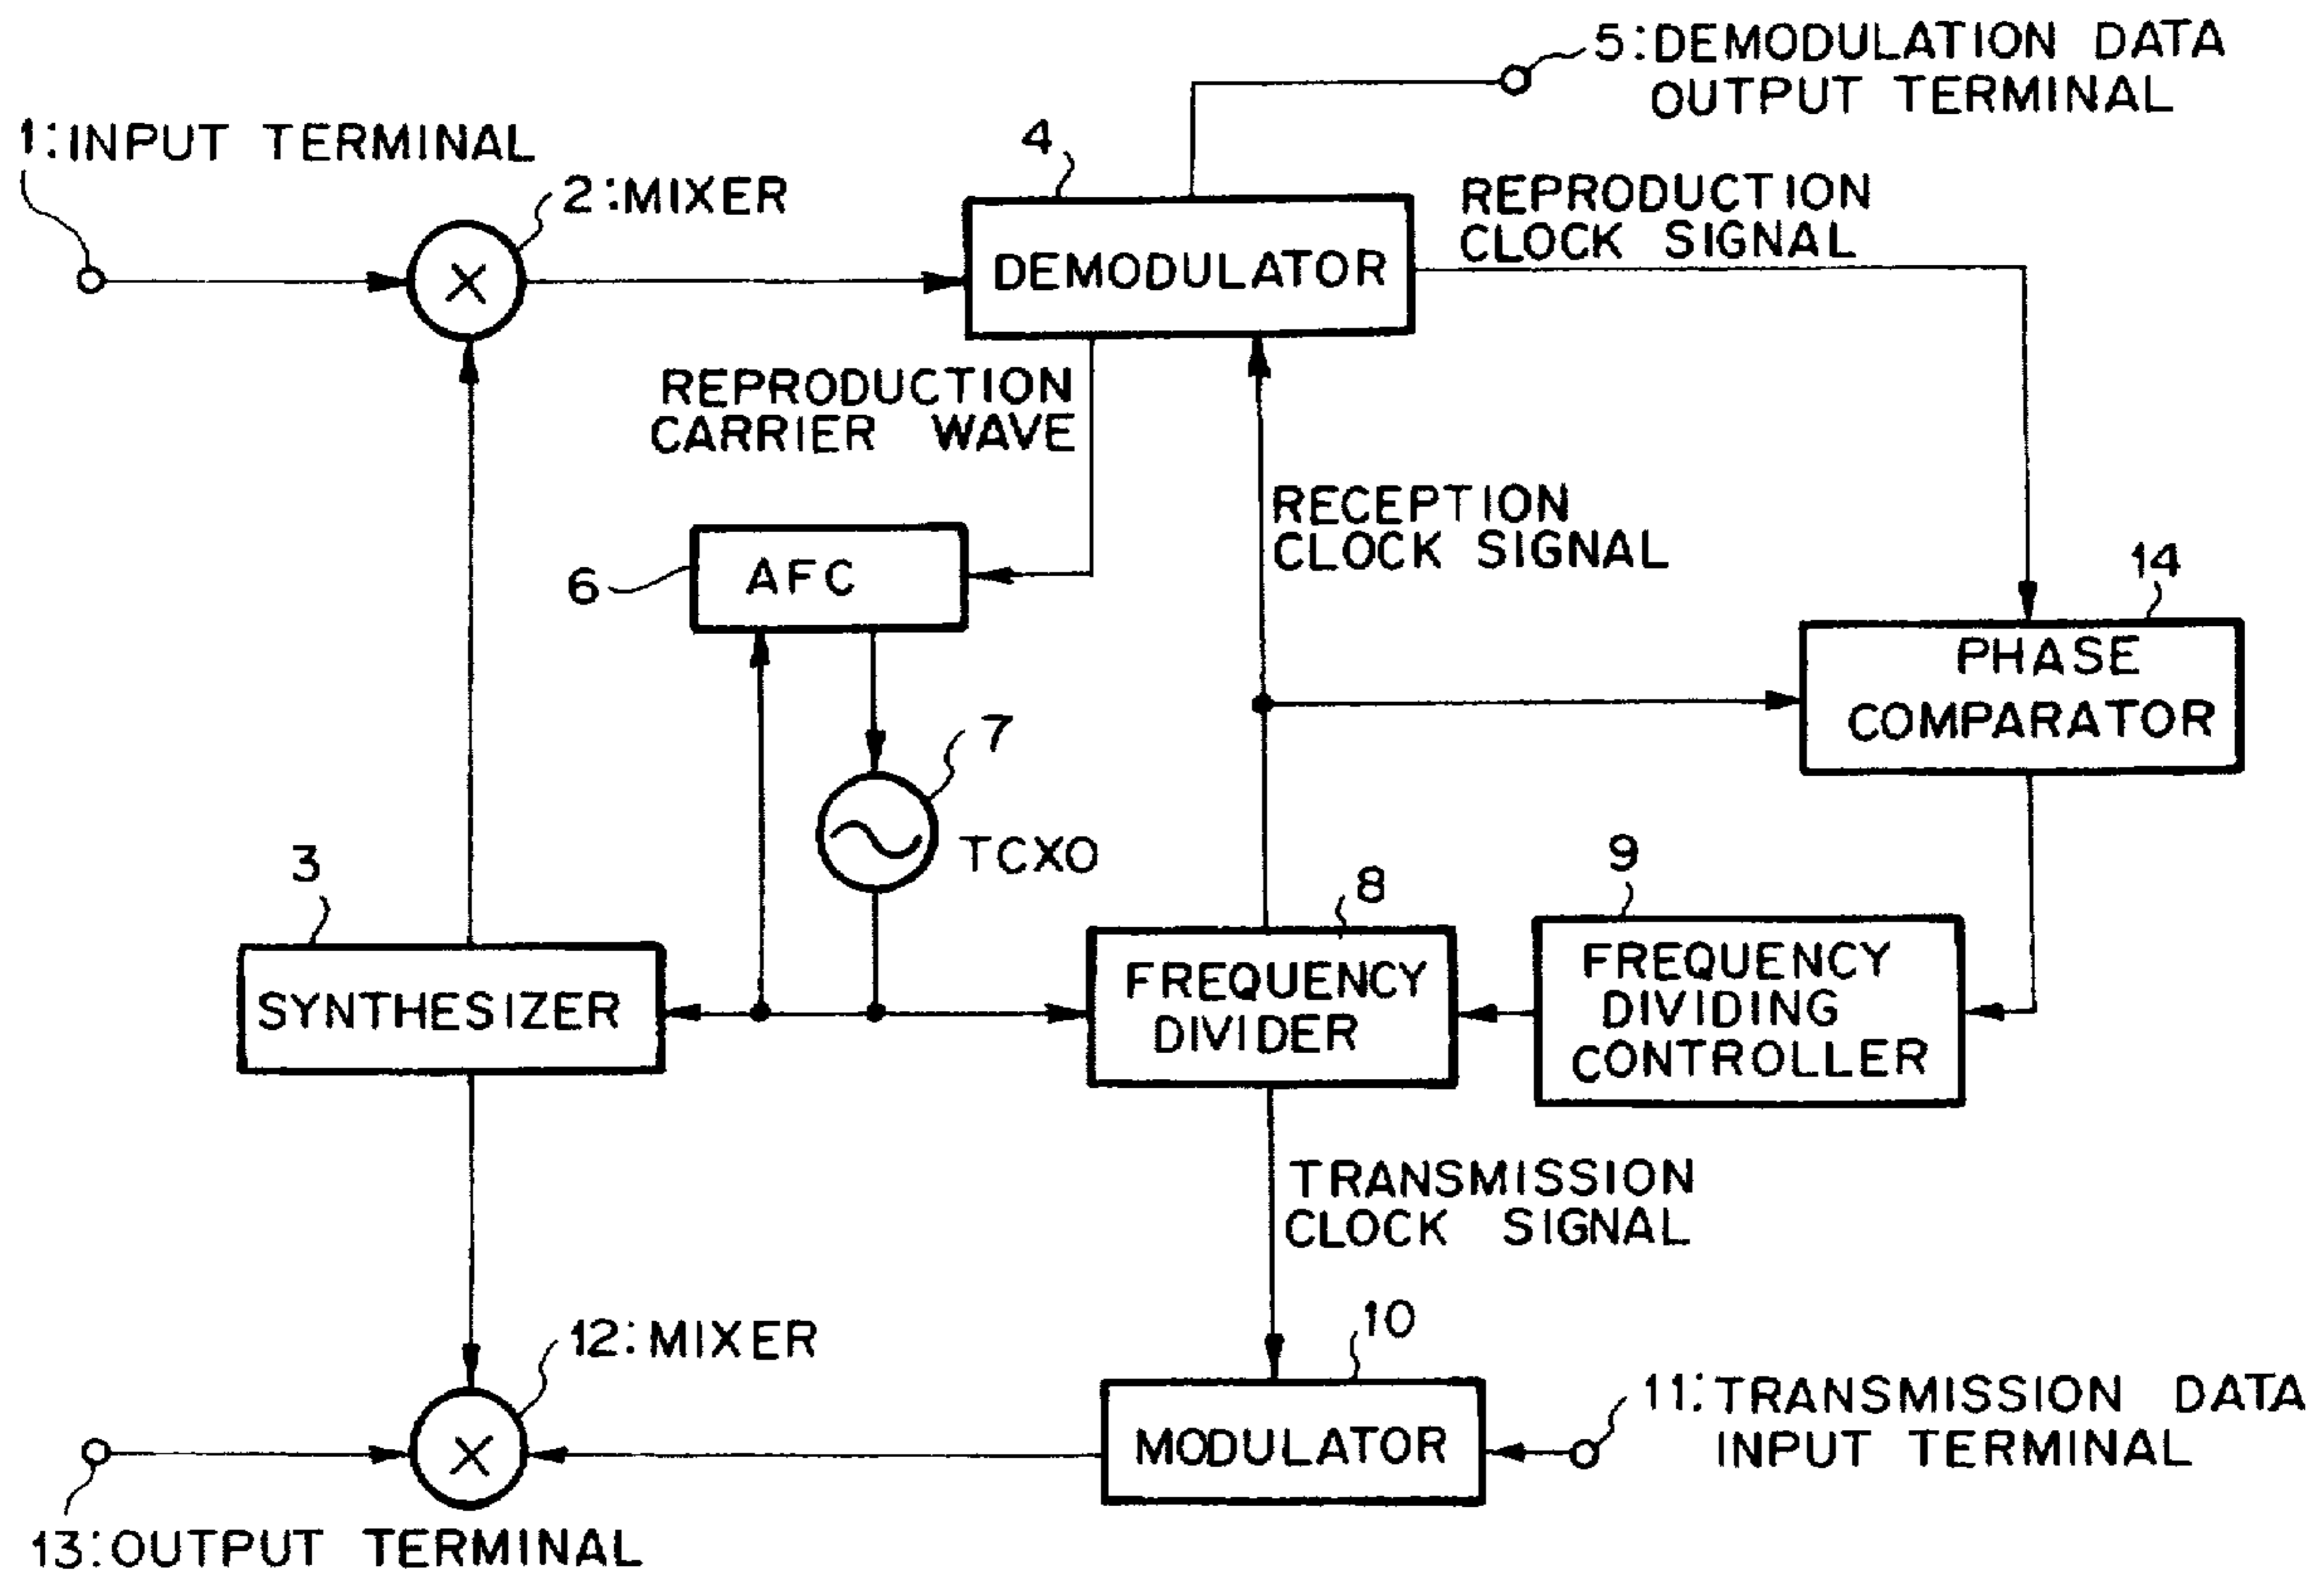 5:DEMODULATION DATA
OUTPUT TERMINAL
1:INPUT TERMINAL
4
2:MIXER
REPRODUCTION
CLOCK SIGNAL
DEMODULATOR
X
REPRODUCTION
CARRIER WAVE
RECEPTION
CLOCK SIGNAL
14
6
AFC
PHASE
COMPARATOR
7
TCXO
3
8
9
SYNTHESIZER
FREQUENCY
DIVIDER
FREQUENCY
DIVIDING
CONTROLLER
TRANSMISSION
CLOCK SIGNAL
12:MIXER
10
11:TRANSMISSION DATA
INPUT TERMINAL
X
MODULATOR
13:OUTPUT TERMINAL